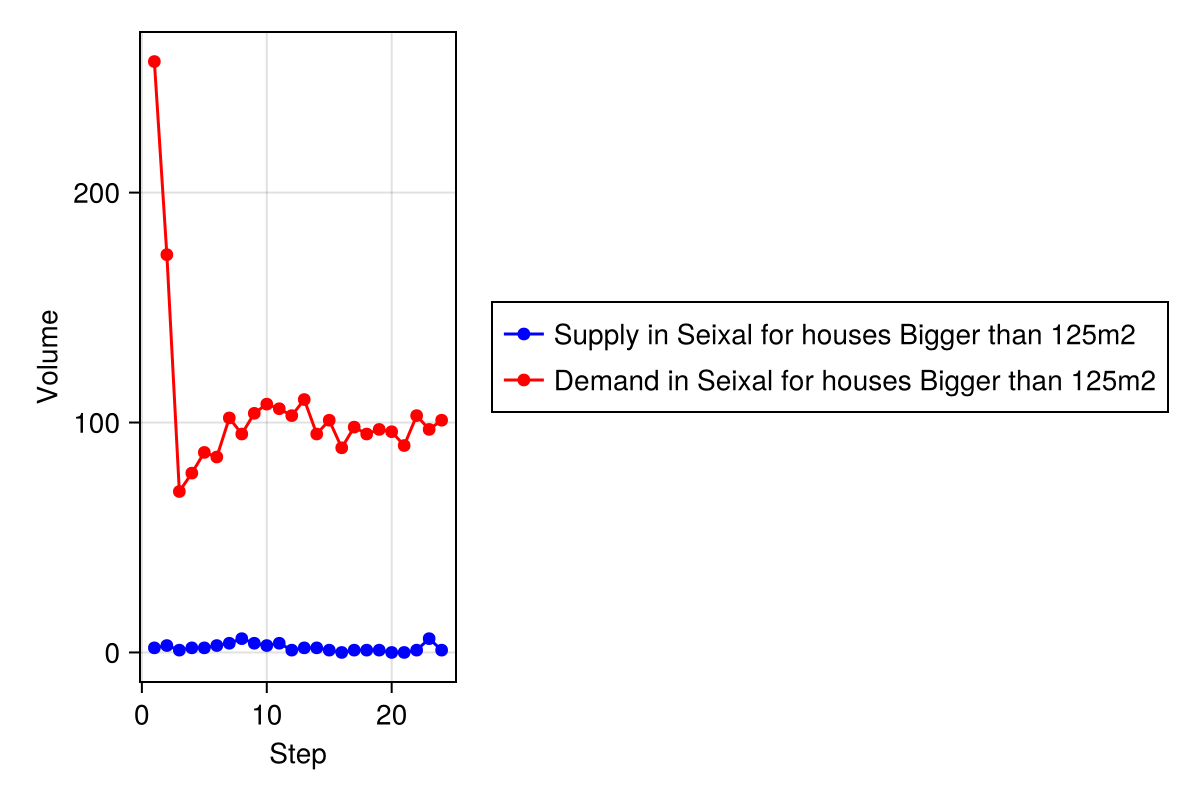 200
100
0
Volume
0 10 20
Step
Supply in Seixal for houses Bigger than 125m2
Demand in Seixal for houses Bigger than 125m2